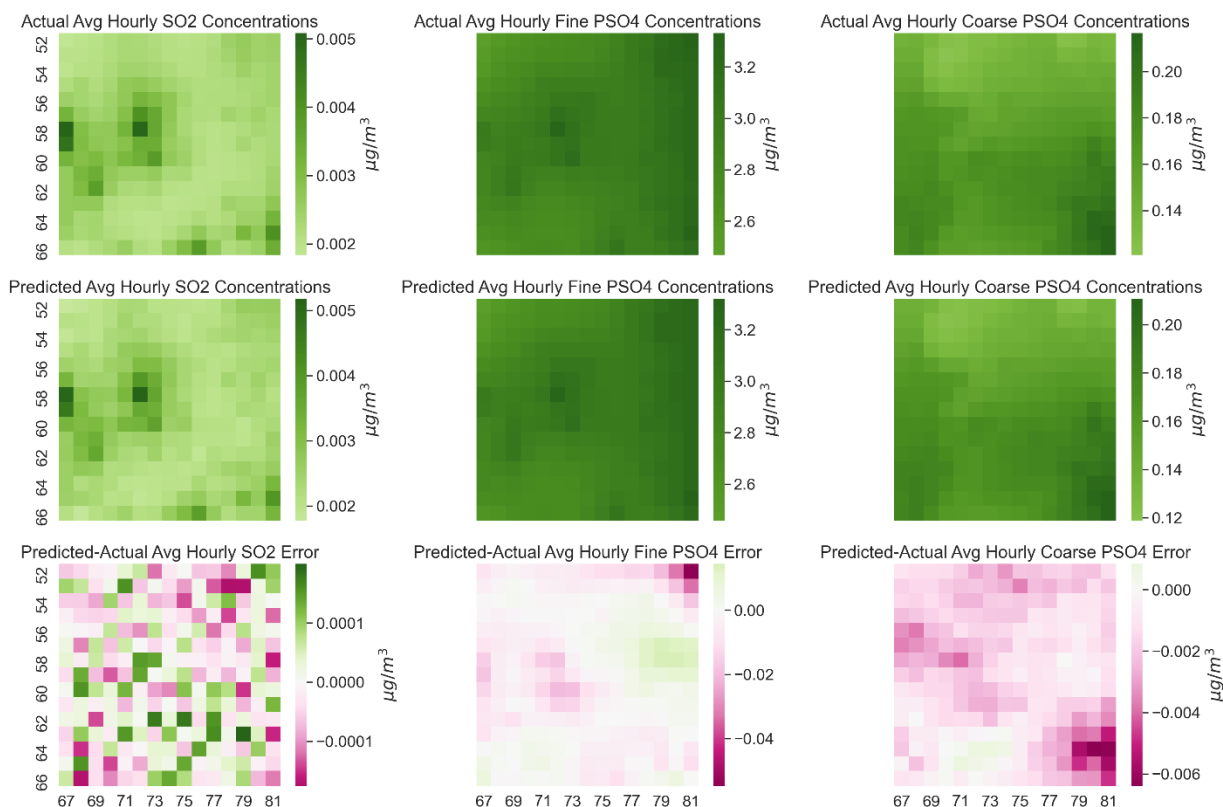 Actual Avg Hourly SO2 Concentrations
52
54
56
58
60
62
64
66
0.005
0.004
0.003
0.002
µg/m³
Actual Avg Hourly Fine PSO4 Concentrations
3.2
3.0
2.8
2.6
µg/m³
Actual Avg Hourly Coarse PSO4 Concentrations
0.20
0.18
0.16
0.14
µg/m³
Predicted Avg Hourly SO2 Concentrations
52
54
56
58
60
62
64
66
0.005
0.004
0.003
0.002
µg/m³
Predicted Avg Hourly Fine PSO4 Concentrations
3.2
3.0
2.8
2.6
µg/m³
Predicted Avg Hourly Coarse PSO4 Concentrations
0.20
0.18
0.16
0.14
0.12
µg/m³
Predicted-Actual Avg Hourly SO2 Error
52
54
56
58
60
62
64
66
67 69 71 73 75 77 79 81
0.0001
0.0000
−0.0001
µg/m³
Predicted-Actual Avg Hourly Fine PSO4 Error
67 69 71 73 75 77 79 81
0.00
−0.02
−0.04
µg/m³
Predicted-Actual Avg Hourly Coarse PSO4 Error
67 69 71 73 75 77 79 81
0.000
−0.002
−0.004
−0.006
µg/m³